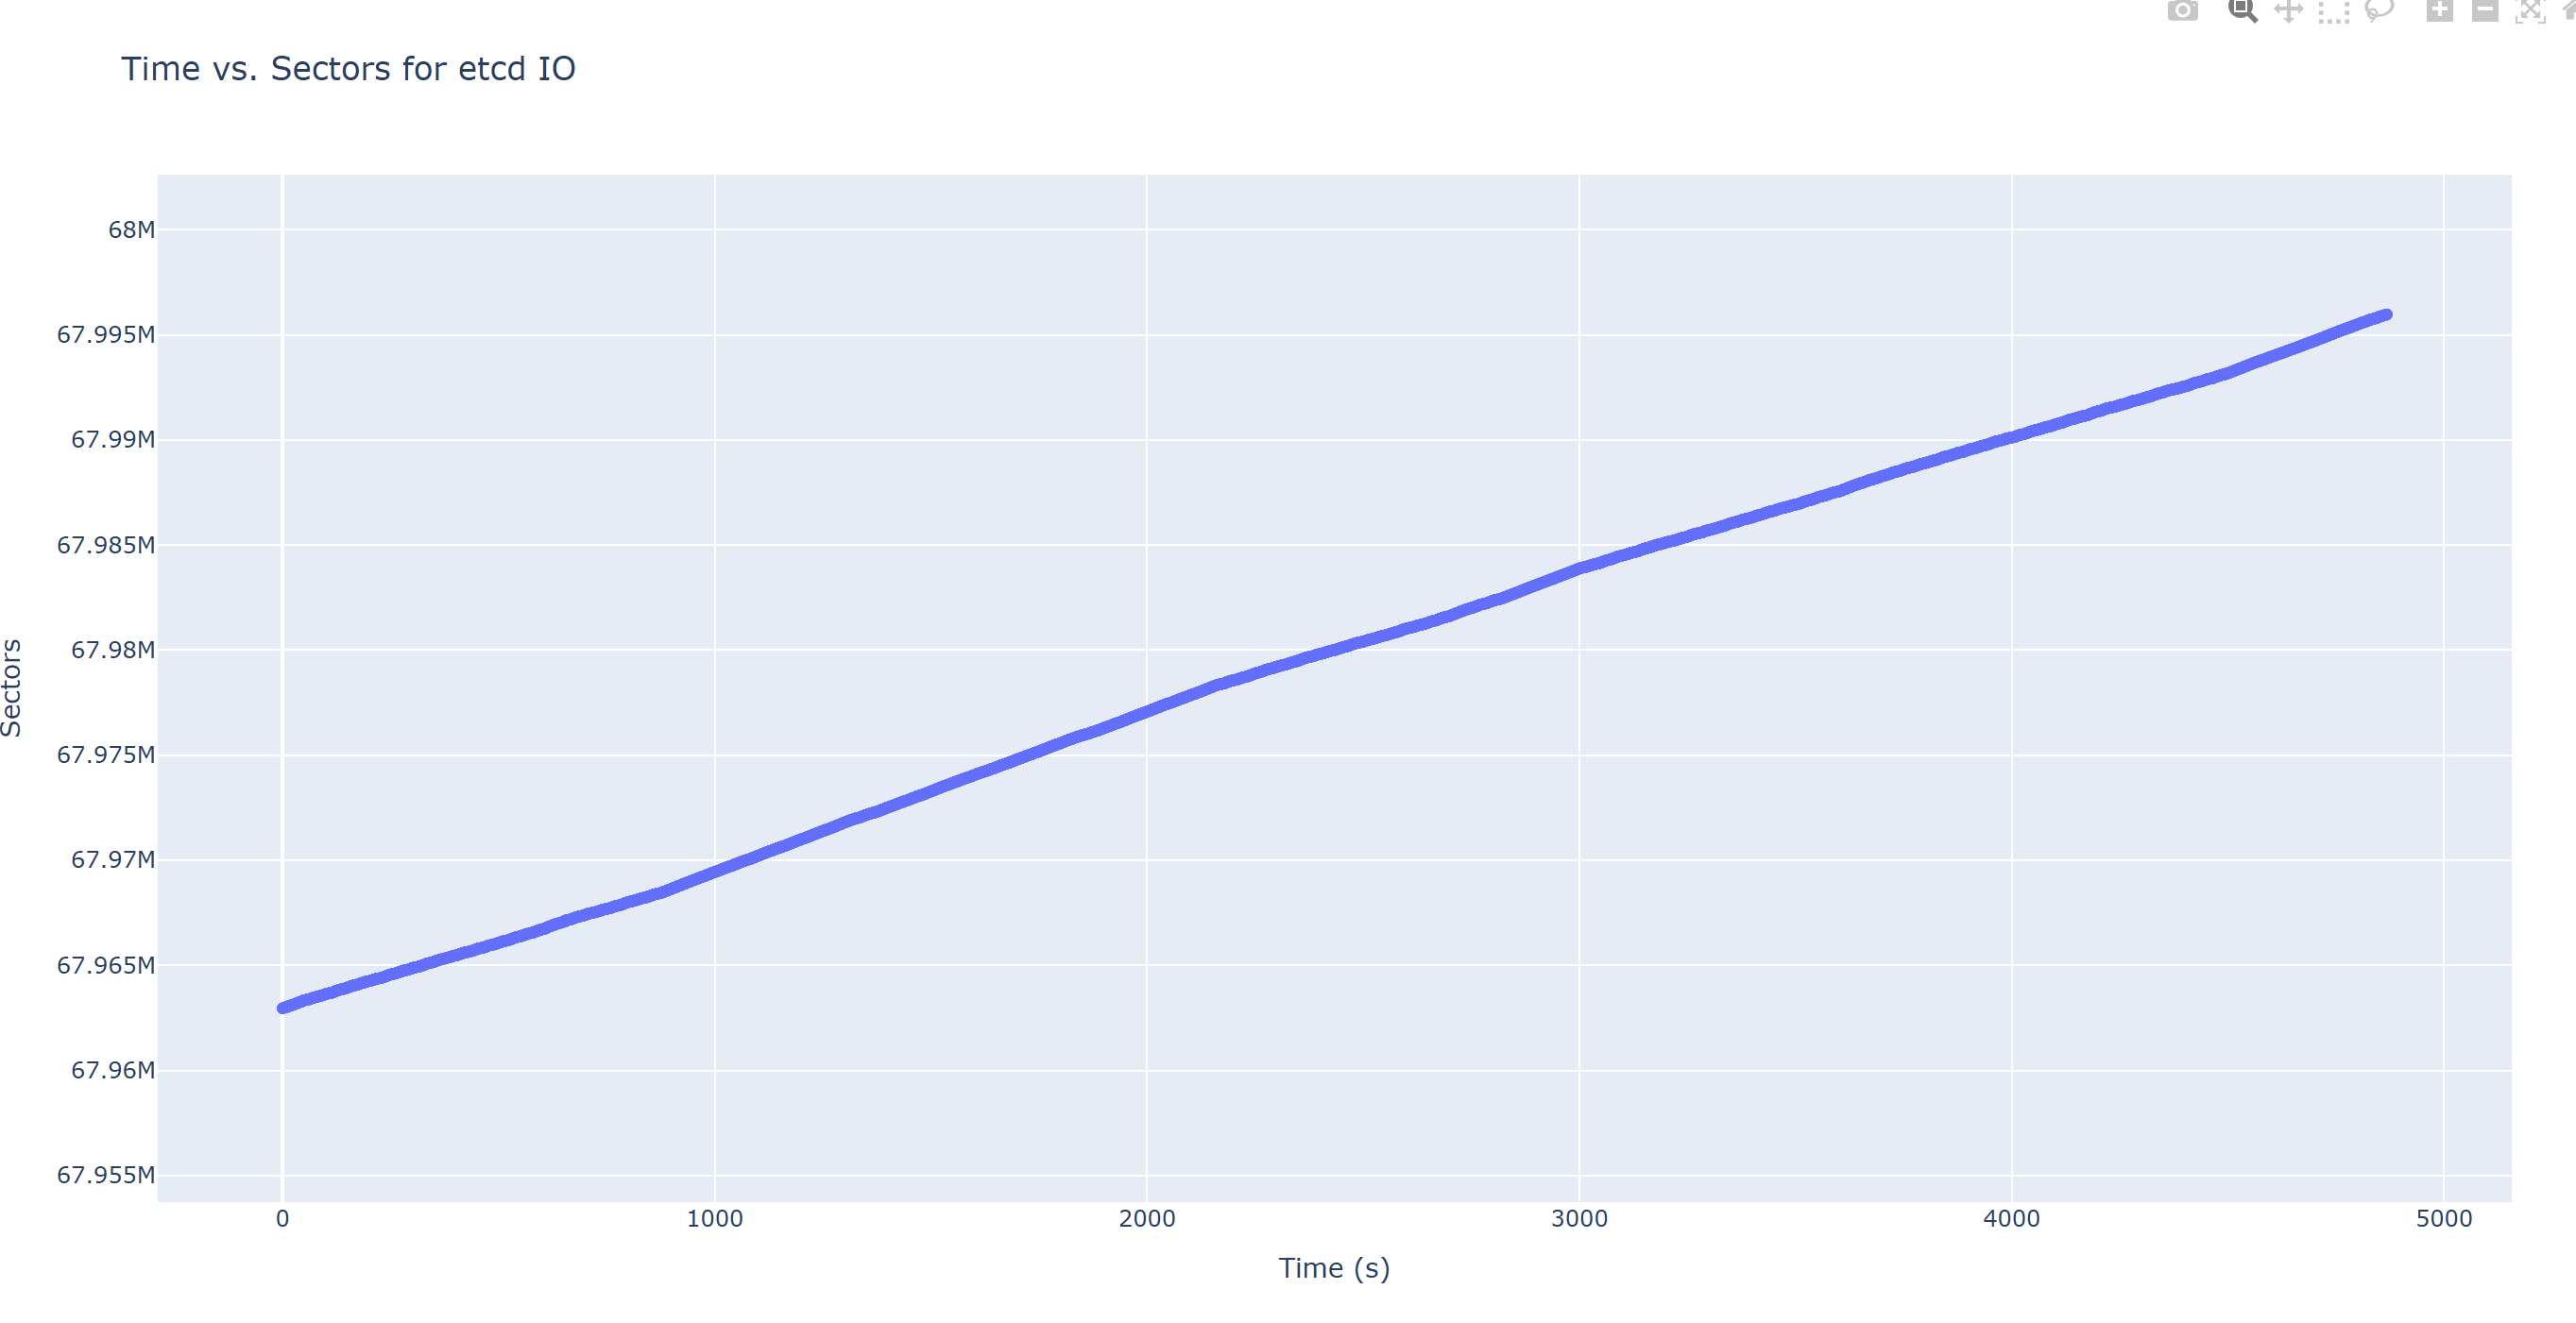 Time vs. Sectors for etcd IO
68M
67.995M
67.99M
67.985M
67.98M
67.975M
67.97M
67.965M
67.96M
67.955M
Sectors
0 1000 2000 3000 4000 5000
Time (s)